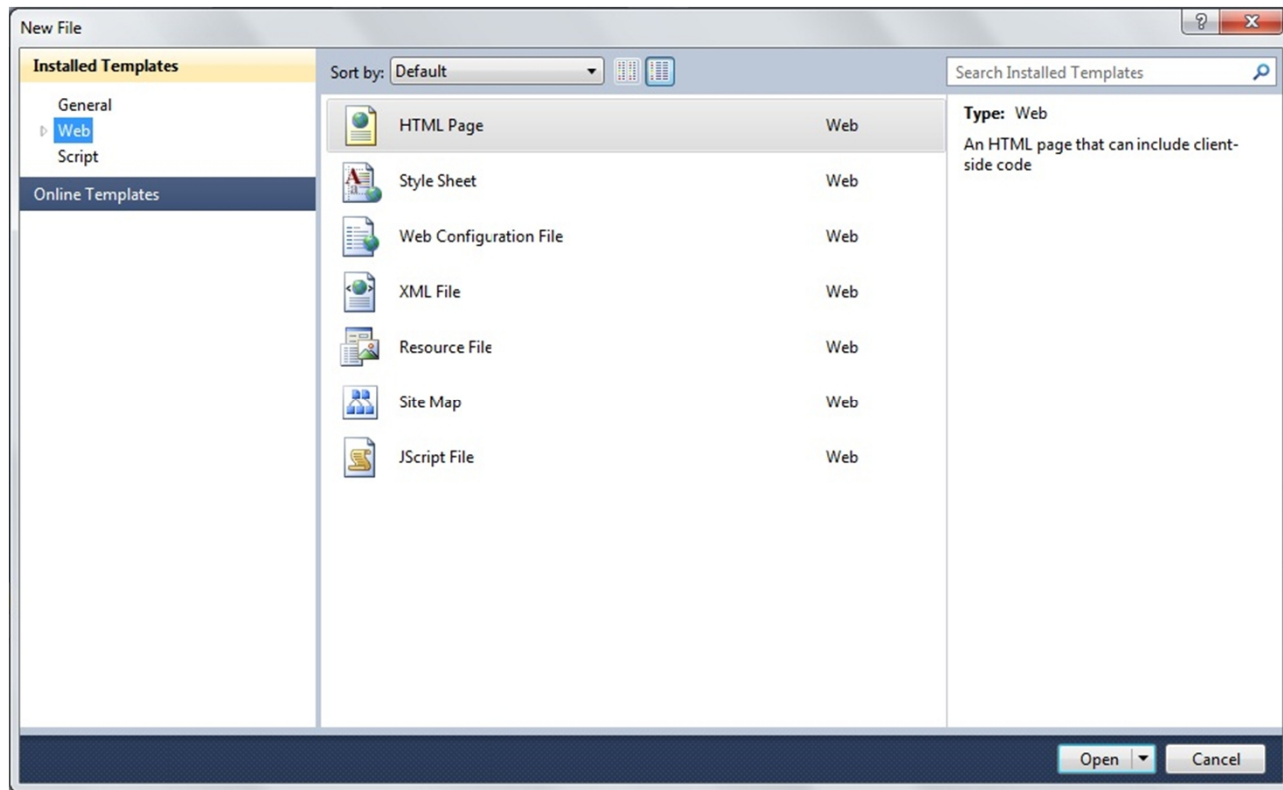 New File
Installed Templates
General
Web
Script
Online Templates
Sort by: Default
HTML Page Web
Style Sheet Web
Web Configuration File Web
XML File Web
Resource File Web
Site Map Web
JScript File Web
Search Installed Templates
Type: Web
An HTML page that can include client-
side code
Open Cancel